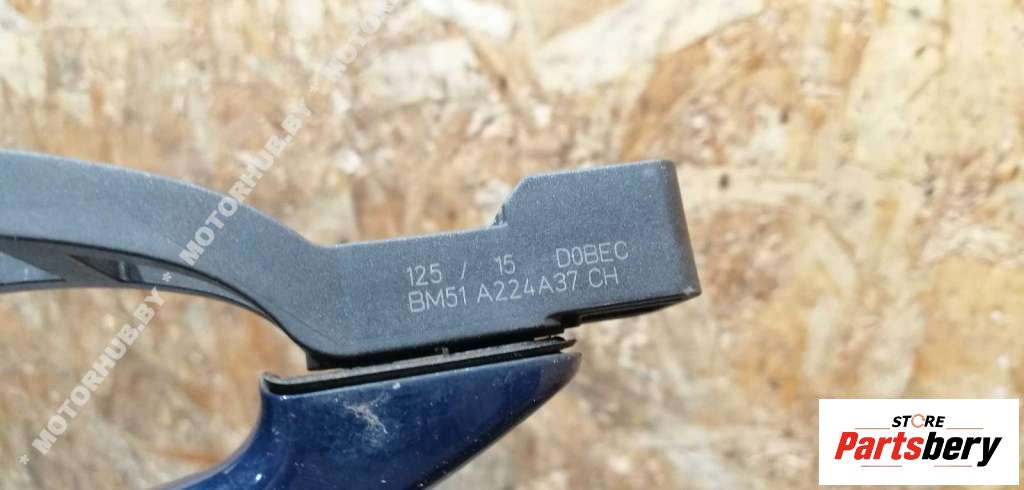 125 / 15 D0BEC
BM51 A224A37 CH
* MOTORHUB.BY * MOTORHUB.BY * MOTORHUB.BY
STORE
Partsbery